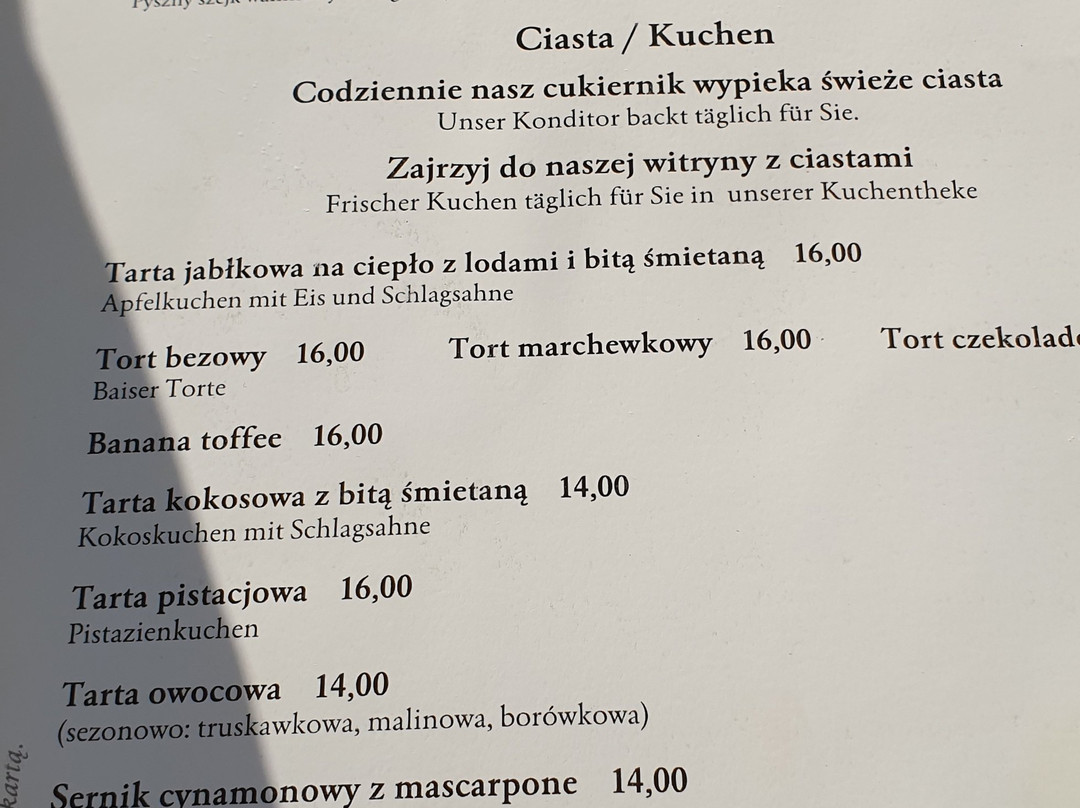 Ciasta / Kuchen
Codziennie nasz cukiernik wypieka świeże ciasta
Unser Konditor backt täglich für Sie.
Zajrzyj do naszej witryny z ciastami
Frischer Kuchen täglich für Sie in unserer Kuchentheke
Tarta jabłkowa na ciepło z lodami i bitą śmietaną 16,00
Apfelkuchen mit Eis und Schlagsahne
Tort bezowy 16,00 Tort marchewkowy 16,00 Tort
Baiser Torte
Banana toffee 16,00
Tarta kokosowa z bitą śmietaną 14,00
Kokoskuchen mit Schlagsahne
Tarta pistacjowa 16,00
Pistazienkuchen
Tarta owocowa 14,00
(sezonowo: truskawkowa, malinowa, borówkowa)
Sernik cynamonowy z mascarpone 14,00
kartą.